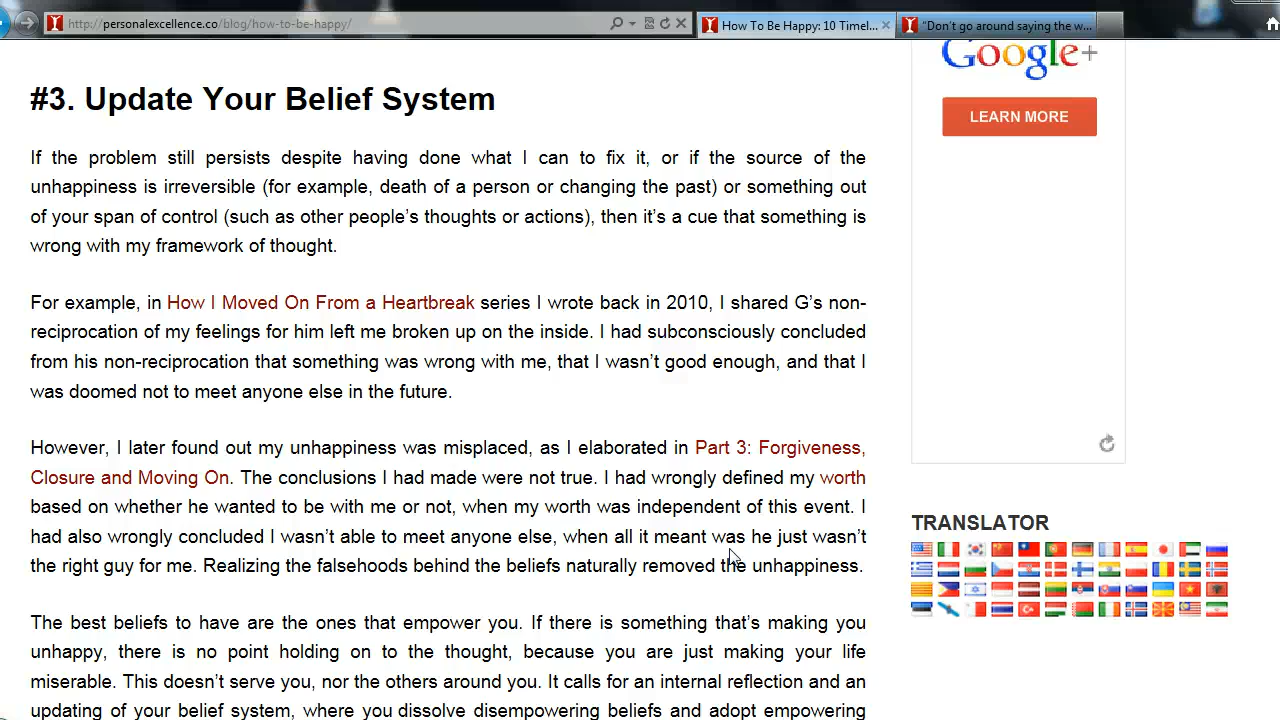 http://personalexcellence.co/blog/how-to-be-happy/
How To Be Happy: 10 Timel...
"Don't go around saying the w...
Google+
LEARN MORE
#3. Update Your Belief System
If the problem still persists despite having done what I can to fix it, or if the source of the
unhappiness is irreversible (for example, death of a person or changing the past) or something out
of your span of control (such as other people's thoughts or actions), then it's a cue that something is
wrong with my framework of thought.
For example, in How I Moved On From a Heartbreak series I wrote back in 2010, I shared G's non-
reciprocation of my feelings for him left me broken up on the inside. I had subconsciously concluded
from his non-reciprocation that something was wrong with me, that I wasn't good enough, and that I
was doomed not to meet anyone else in the future.
However, I later found out my unhappiness was misplaced, as I elaborated in Part 3: Forgiveness,
Closure and Moving On. The conclusions I had made were not true. I had wrongly defined my worth
based on whether he wanted to be with me or not, when my worth was independent of this event. I
had also wrongly concluded I wasn't able to meet anyone else, when all it meant was he just wasn't
the right guy for me. Realizing the falsehoods behind the beliefs naturally removed the unhappiness.
The best beliefs to have are the ones that empower you. If there is something that's making you
unhappy, there is no point holding on to the thought, because you are just making your life
miserable. This doesn't serve you, nor the others around you. It calls for an internal reflection and an
updating of your belief system, where you dissolve disempowering beliefs and adopt empowering
TRANSLATOR